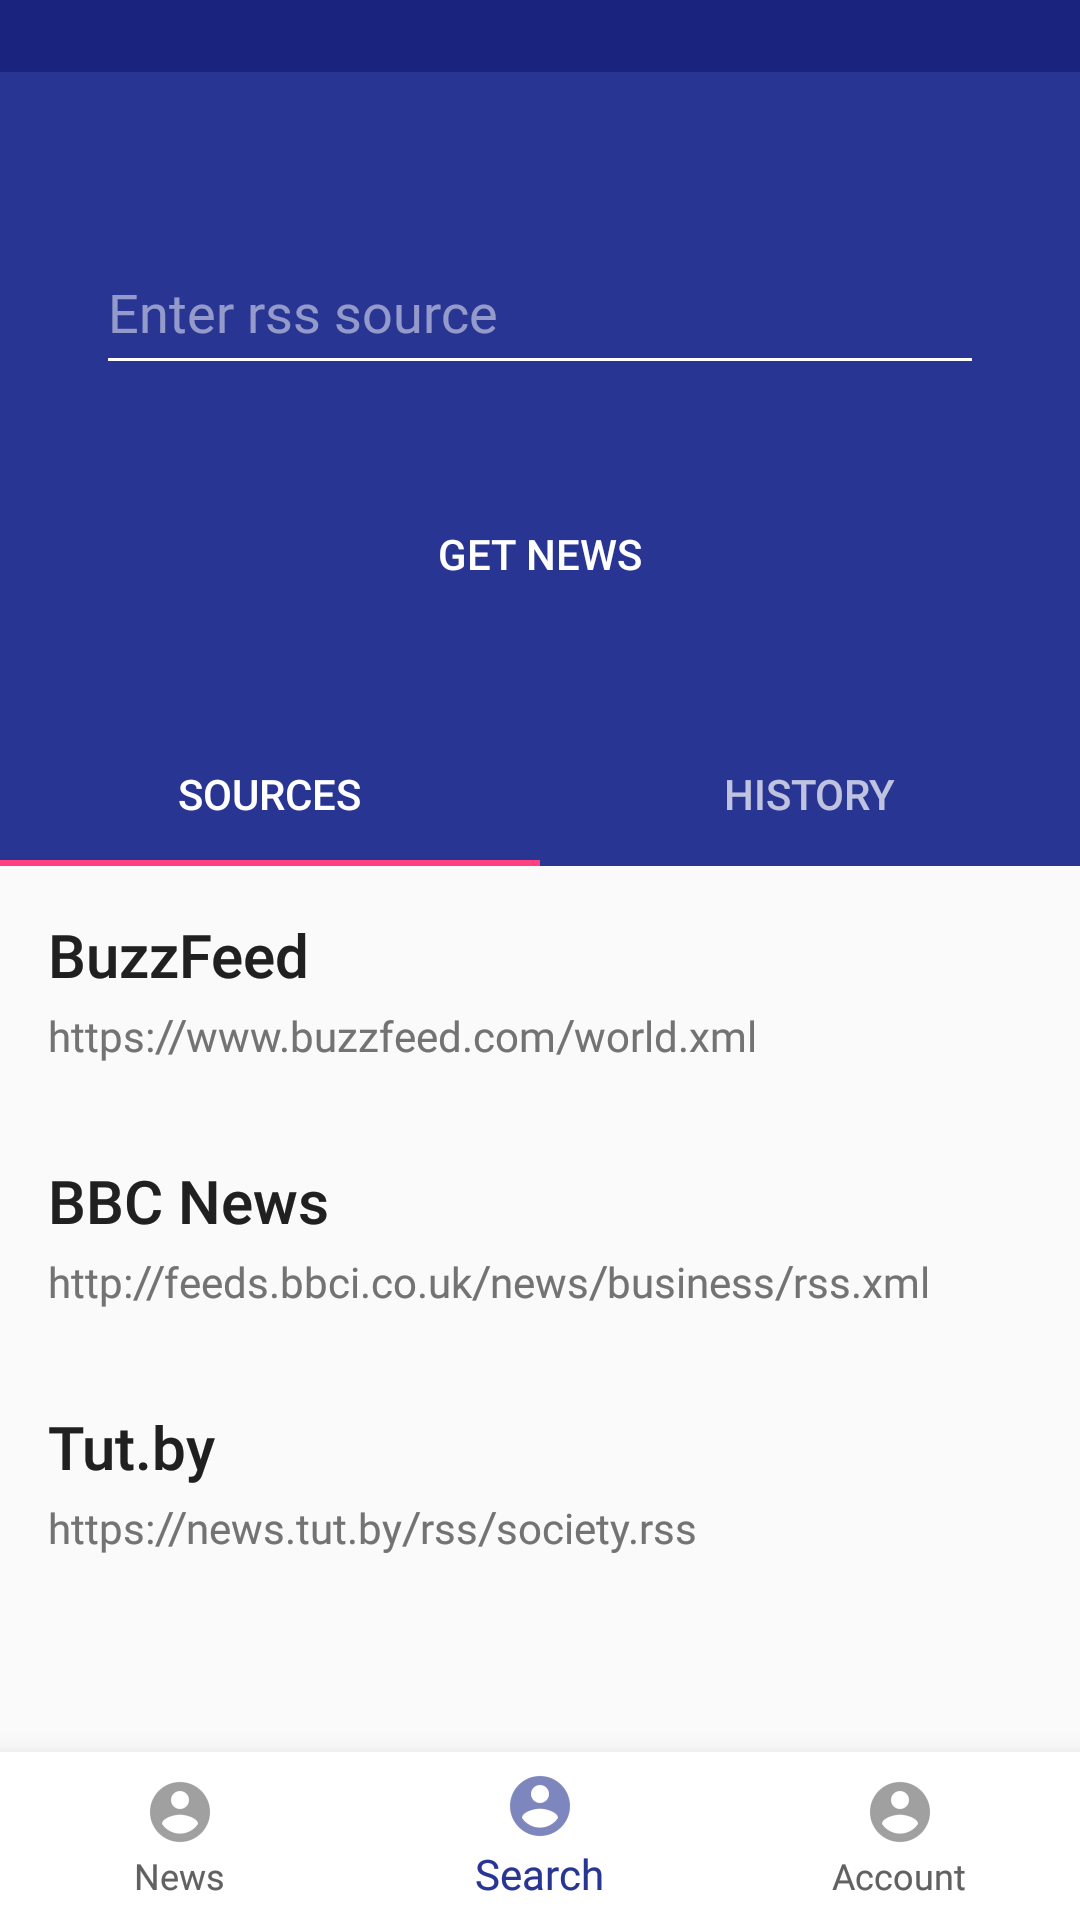 Enter rss source
GET NEWS
SOURCES
HISTORY
BuzzFeed
https://www.buzzfeed.com/world.xml
BBC News
http://feeds.bbci.co.uk/news/business/rss.xml
Tut.by
https://news.tut.by/rss/society.rss
News
Search
Account